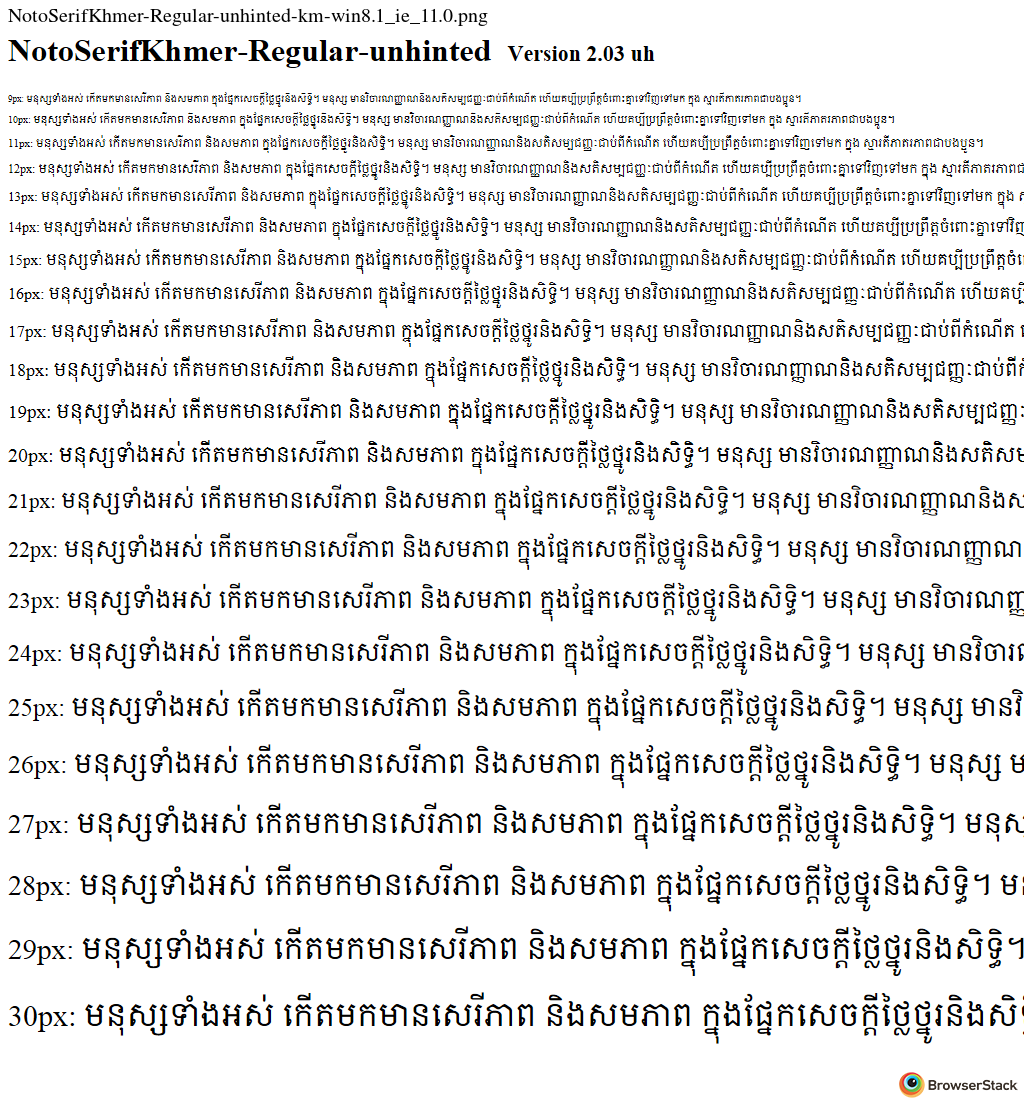 NotoSerifKhmer-Regular-unhinted-km-win8.1_ie_11.0.png
NotoSerifKhmer-Regular-unhinted Version 2.03 uh
9px: មនុស្សទាំងអស់ កើតមកមានសេរីភាព និងសមភាព ក្នុងផ្នែកសេចក្ដីថ្លៃថ្នូរនិងសិទ្ធិ។ មនុស្ស មានវិចារណញ្ញាណនិងសតិសម្បជញ្ញៈជាប់ពីកំណើត ហើយគប្បីប្រព្រឹត្តចំពោះគ្នាទៅវិញទៅមក ក្នុង ស្មារតីភាតរភាពជាបងប្អូន។
10px: មនុស្សទាំងអស់ កើតមកមានសេរីភាព និងសមភាព ក្នុងផ្នែកសេចក្ដីថ្លៃថ្នូរនិងសិទ្ធិ។ មនុស្ស មានវិចារណញ្ញាណនិងសតិសម្បជញ្ញៈជាប់ពីកំណើត ហើយគប្បីប្រព្រឹត្តចំពោះគ្នាទៅវិញទៅមក ក្នុង ស្មារតីភាតរភាពជាបងប្អូន។
11px: មនុស្សទាំងអស់ កើតមកមានសេរីភាព និងសមភាព ក្នុងផ្នែកសេចក្ដីថ្លៃថ្នូរនិងសិទ្ធិ។ មនុស្ស មានវិចារណញ្ញាណនិងសតិសម្បជញ្ញៈជាប់ពីកំណើត ហើយគប្បីប្រព្រឹត្តចំពោះគ្នាទៅវិញទៅមក ក្នុង ស្មារតីភាតរភាពជាបងប្អូន។
12px: មនុស្សទាំងអស់ កើតមកមានសេរីភាព និងសមភាព ក្នុងផ្នែកសេចក្ដីថ្លៃថ្នូរនិងសិទ្ធិ។ មនុស្ស មានវិចារណញ្ញាណនិងសតិសម្បជញ្ញៈជាប់ពីកំណើត ហើយគប្បីប្រព្រឹត្តចំពោះគ្នាទៅវិញទៅមក ក្នុង ស្មារតីភាតរភាពជា
13px: មនុស្សទាំងអស់ កើតមកមានសេរីភាព និងសមភាព ក្នុងផ្នែកសេចក្ដីថ្លៃថ្នូរនិងសិទ្ធិ។ មនុស្ស មានវិចារណញ្ញាណនិងសតិសម្បជញ្ញៈជាប់ពីកំណើត ហើយគប្បីប្រព្រឹត្តចំពោះគ្នាទៅវិញទៅមក ក្នុង
14px: មនុស្សទាំងអស់ កើតមកមានសេរីភាព និងសមភាព ក្នុងផ្នែកសេចក្ដីថ្លៃថ្នូរនិងសិទ្ធិ។ មនុស្ស មានវិចារណញ្ញាណនិងសតិសម្បជញ្ញៈជាប់ពីកំណើត ហើយគប្បីប្រព្រឹត្តចំពោះគ្នាទៅវិញ
15px: មនុស្សទាំងអស់ កើតមកមានសេរីភាព និងសមភាព ក្នុងផ្នែកសេចក្ដីថ្លៃថ្នូរនិងសិទ្ធិ។ មនុស្ស មានវិចារណញ្ញាណនិងសតិសម្បជញ្ញៈជាប់ពីកំណើត ហើយគប្បីប្រព្រឹត្តចំ
16px: មនុស្សទាំងអស់ កើតមកមានសេរីភាព និងសមភាព ក្នុងផ្នែកសេចក្ដីថ្លៃថ្នូរនិងសិទ្ធិ។ មនុស្ស មានវិចារណញ្ញាណនិងសតិសម្បជញ្ញៈជាប់ពីកំណើត ហើយគប្បី
17px: មនុស្សទាំងអស់ កើតមកមានសេរីភាព និងសមភាព ក្នុងផ្នែកសេចក្ដីថ្លៃថ្នូរនិងសិទ្ធិ។ មនុស្ស មានវិចារណញ្ញាណនិងសតិសម្បជញ្ញៈជាប់ពីកំណើត
18px: មនុស្សទាំងអស់ កើតមកមានសេរីភាព និងសមភាព ក្នុងផ្នែកសេចក្ដីថ្លៃថ្នូរនិងសិទ្ធិ។ មនុស្ស មានវិចារណញ្ញាណនិងសតិសម្បជញ្ញៈជាប់ពីកំ
19px: មនុស្សទាំងអស់ កើតមកមានសេរីភាព និងសមភាព ក្នុងផ្នែកសេចក្ដីថ្លៃថ្នូរនិងសិទ្ធិ។ មនុស្ស មានវិចារណញ្ញាណនិងសតិសម្បជញ្ញៈ
20px: មនុស្សទាំងអស់ កើតមកមានសេរីភាព និងសមភាព ក្នុងផ្នែកសេចក្ដីថ្លៃថ្នូរនិងសិទ្ធិ។ មនុស្ស មានវិចារណញ្ញាណនិងសតិសម
21px: មនុស្សទាំងអស់ កើតមកមានសេរីភាព និងសមភាព ក្នុងផ្នែកសេចក្ដីថ្លៃថ្នូរនិងសិទ្ធិ។ មនុស្ស មានវិចារណញ្ញាណនិងស
22px: មនុស្សទាំងអស់ កើតមកមានសេរីភាព និងសមភាព ក្នុងផ្នែកសេចក្ដីថ្លៃថ្នូរនិងសិទ្ធិ។ មនុស្ស មានវិចារណញ្ញាណ
23px: មនុស្សទាំងអស់ កើតមកមានសេរីភាព និងសមភាព ក្នុងផ្នែកសេចក្ដីថ្លៃថ្នូរនិងសិទ្ធិ។ មនុស្ស មានវិចារណញ្ញ
24px: មនុស្សទាំងអស់ កើតមកមានសេរីភាព និងសមភាព ក្នុងផ្នែកសេចក្ដីថ្លៃថ្នូរនិងសិទ្ធិ។ មនុស្ស មានវិចារ
25px: មនុស្សទាំងអស់ កើតមកមានសេរីភាព និងសមភាព ក្នុងផ្នែកសេចក្ដីថ្លៃថ្នូរនិងសិទ្ធិ។ មនុស្ស មានវិ
26px: មនុស្សទាំងអស់ កើតមកមានសេរីភាព និងសមភាព ក្នុងផ្នែកសេចក្ដីថ្លៃថ្នូរនិងសិទ្ធិ។ មនុស្ស ម
27px: មនុស្សទាំងអស់ កើតមកមានសេរីភាព និងសមភាព ក្នុងផ្នែកសេចក្ដីថ្លៃថ្នូរនិងសិទ្ធិ។ មនុស
28px: មនុស្សទាំងអស់ កើតមកមានសេរីភាព និងសមភាព ក្នុងផ្នែកសេចក្ដីថ្លៃថ្នូរនិងសិទ្ធិ។ មន
29px: មនុស្សទាំងអស់ កើតមកមានសេរីភាព និងសមភាព ក្នុងផ្នែកសេចក្ដីថ្លៃថ្នូរនិងសិទ្ធិ។
30px: មនុស្សទាំងអស់ កើតមកមានសេរីភាព និងសមភាព ក្នុងផ្នែកសេចក្ដីថ្លៃថ្នូរនិងសិ
BrowserStack